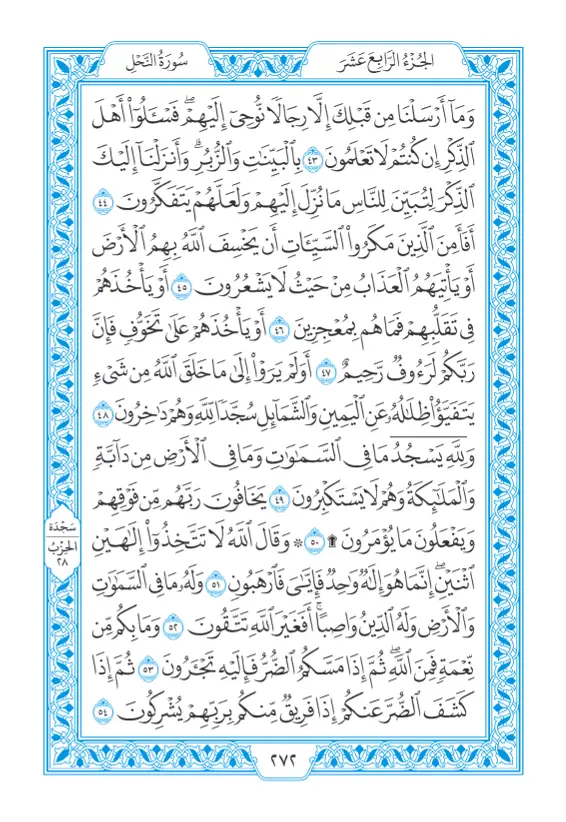 الجُزْءُ الرَّابِعَ عَشَرَ
سُورَةُ النَّحْلِ
وَمَآ أَرْسَلْنَا مِن قَبْلِكَ إِلَّا رِجَالًا نُّوحِىٓ إِلَيْهِمْ ۖ فَسْـَٔلُوٓا۟ أَهْلَ
ٱلذِّكْرِ إِن كُنتُمْ لَا تَعْلَمُونَ ٤٣ بِٱلْبَيِّنَـٰتِ وَٱلزُّبُرِ ۗ وَأَنزَلْنَآ إِلَيْكَ
ٱلذِّكْرَ لِتُبَيِّنَ لِلنَّاسِ مَا نُزِّلَ إِلَيْهِمْ وَلَعَلَّهُمْ يَتَفَكَّرُونَ ٤٤
أَفَأَمِنَ ٱلَّذِينَ مَكَرُوا۟ ٱلسَّيِّـَٔاتِ أَن يَخْسِفَ ٱللَّهُ بِهِمُ ٱلْأَرْضَ
أَوْ يَأْتِيَهُمُ ٱلْعَذَابُ مِنْ حَيْثُ لَا يَشْعُرُونَ ٤٥ أَوْ يَأْخُذَهُمْ
فِى تَقَلُّبِهِمْ فَمَا هُم بِمُعْجِزِينَ ٤٦ أَوْ يَأْخُذَهُمْ عَلَىٰ تَخَوُّفٍ فَإِنَّ
رَبَّكُمْ لَرَءُوفٌ رَّحِيمٌ ٤٧ أَوَلَمْ يَرَوْا۟ إِلَىٰ مَا خَلَقَ ٱللَّهُ مِن شَىْءٍ
يَتَفَيَّؤُا۟ ظِلَـٰلُهُۥ عَنِ ٱلْيَمِينِ وَٱلشَّمَآئِلِ سُجَّدًا لِّلَّهِ وَهُمْ دَٰخِرُونَ ٤٨
وَلِلَّهِ يَسْجُدُ مَا فِى ٱلسَّمَـٰوَٰتِ وَمَا فِى ٱلْأَرْضِ مِن دَآبَّةٍ
وَٱلْمَلَـٰٓئِكَةُ وَهُمْ لَا يَسْتَكْبِرُونَ ٤٩ يَخَافُونَ رَبَّهُم مِّن فَوْقِهِمْ
وَيَفْعَلُونَ مَا يُؤْمَرُونَ ۩ ٥٠ ۞ وَقَالَ ٱللَّهُ لَا تَتَّخِذُوٓا۟ إِلَـٰهَيْنِ
ٱثْنَيْنِ ۖ إِنَّمَا هُوَ إِلَـٰهٌ وَٰحِدٌ فَإِيَّـٰىَ فَٱرْهَبُونِ ٥١ وَلَهُۥ مَا فِى ٱلسَّمَـٰوَٰتِ
وَٱلْأَرْضِ وَلَهُ ٱلدِّينُ وَاصِبًا ۚ أَفَغَيْرَ ٱللَّهِ تَتَّقُونَ ٥٢ وَمَا بِكُم مِّن
نِّعْمَةٍ فَمِنَ ٱللَّهِ ۖ ثُمَّ إِذَا مَسَّكُمُ ٱلضُّرُّ فَإِلَيْهِ تَجْـَٔرُونَ ٥٣ ثُمَّ إِذَا
كَشَفَ ٱلضُّرَّ عَنكُمْ إِذَا فَرِيقٌ مِّنكُم بِرَبِّهِمْ يُشْرِكُونَ ٥٤
سَجْدَة
الحِزْبُ
٢٨
٢٧٢